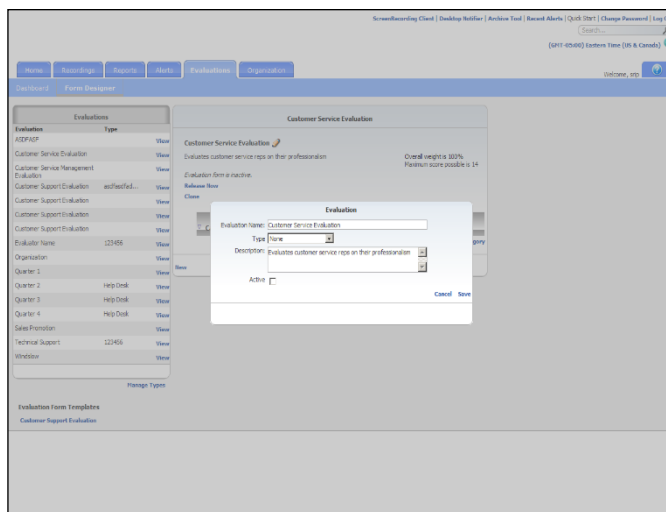 ScreenRecording Client | Desktop Notifier | Archive Tool | Recent Alerts | Quick Start | Change Password | Log
Search...
(GMT-05:00) Eastern Time (US & Canada)
Home Recordings Reports Alerts Evaluations Organization
Welcome,
Dashboard Form Designer
Evaluations
Evaluation Type
ASDFASF View
Customer Service Evaluation View
Customer Service Management Evaluation View
Customer Support Evaluation View
Customer Support Evaluation View
Customer Support Evaluation View
Customer Support Evaluation View
Evaluator Name 123456 View
Organization View
Quarter 1 View
Quarter 2 Help Desk View
Quarter 3 Help Desk View
Quarter 4 Help Desk View
Sales Promotion View
Technical Support 123456 View
Windslow View
Manage Types
Evaluation Form Templates
Customer Support Evaluation
Customer Service Evaluation
Customer Service Evaluation
Evaluates customer service reps on their professionalism
Overall weight is 103%
Maximum score possible is 14
Evaluation form is inactive.
Release Now
Clone
gory
New
Evaluation
Evaluation Name: Customer Service Evaluation
Type None
Description: Evaluates customer service reps on their professionalism
Active
Cancel Save